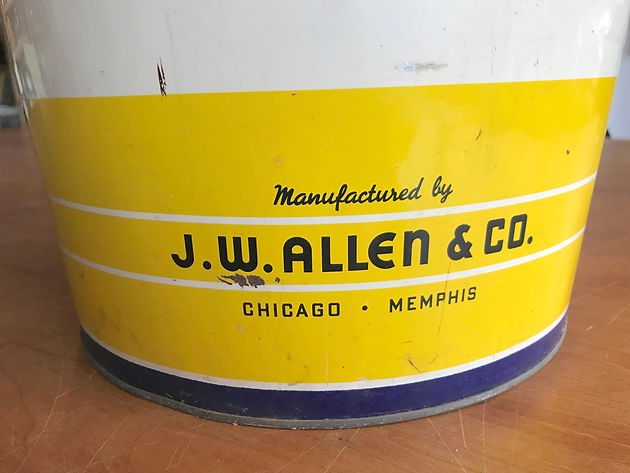 Manufactured by
J.W. ALLEN & CO.
CHICAGO • MEMPHIS